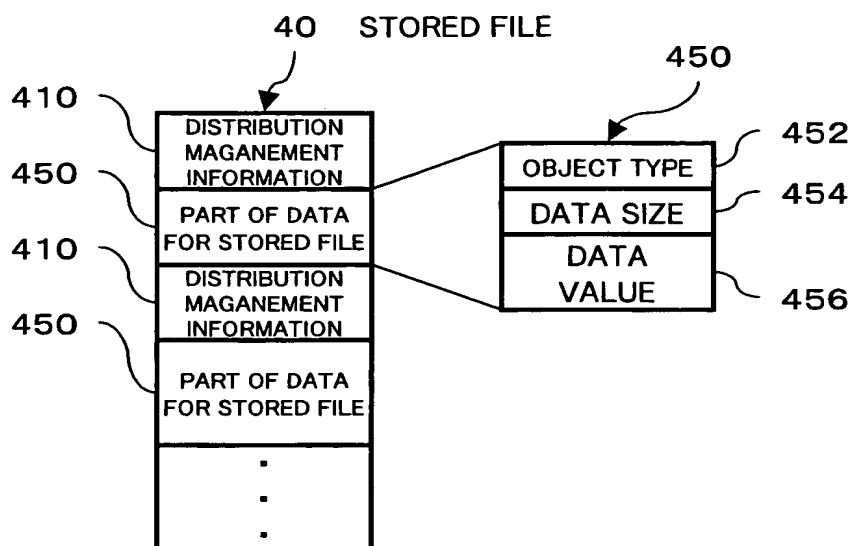 40 STORED FILE
410
DISTRIBUTION
MAGANEMENT
INFORMATION
450
PART OF DATA
FOR STORED FILE
410
DISTRIBUTION
MAGANEMENT
INFORMATION
450
PART OF DATA
FOR STORED FILE
450
OBJECT TYPE
452
DATA SIZE
454
DATA
VALUE
456